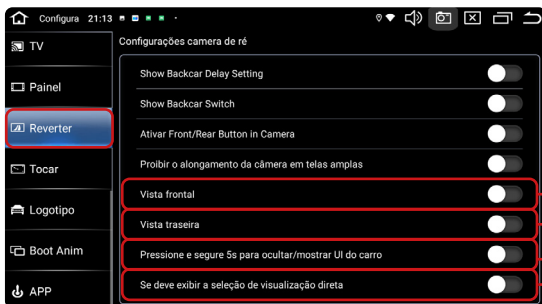 Configura 21:13
TV
Configurações camera de ré
Show Backcar Delay Setting
Painel
Show Backcar Switch
Reverter
Ativar Front/Rear Button in Camera
Proibir o alongamento da câmera em telas amplas
Tocar
Vista frontal
Logotipo
Vista traseira
Boot Anim
Pressione e segure 5s para ocultar/mostrar UI do carro
APP
Se deve exibir a seleção de visualização direta